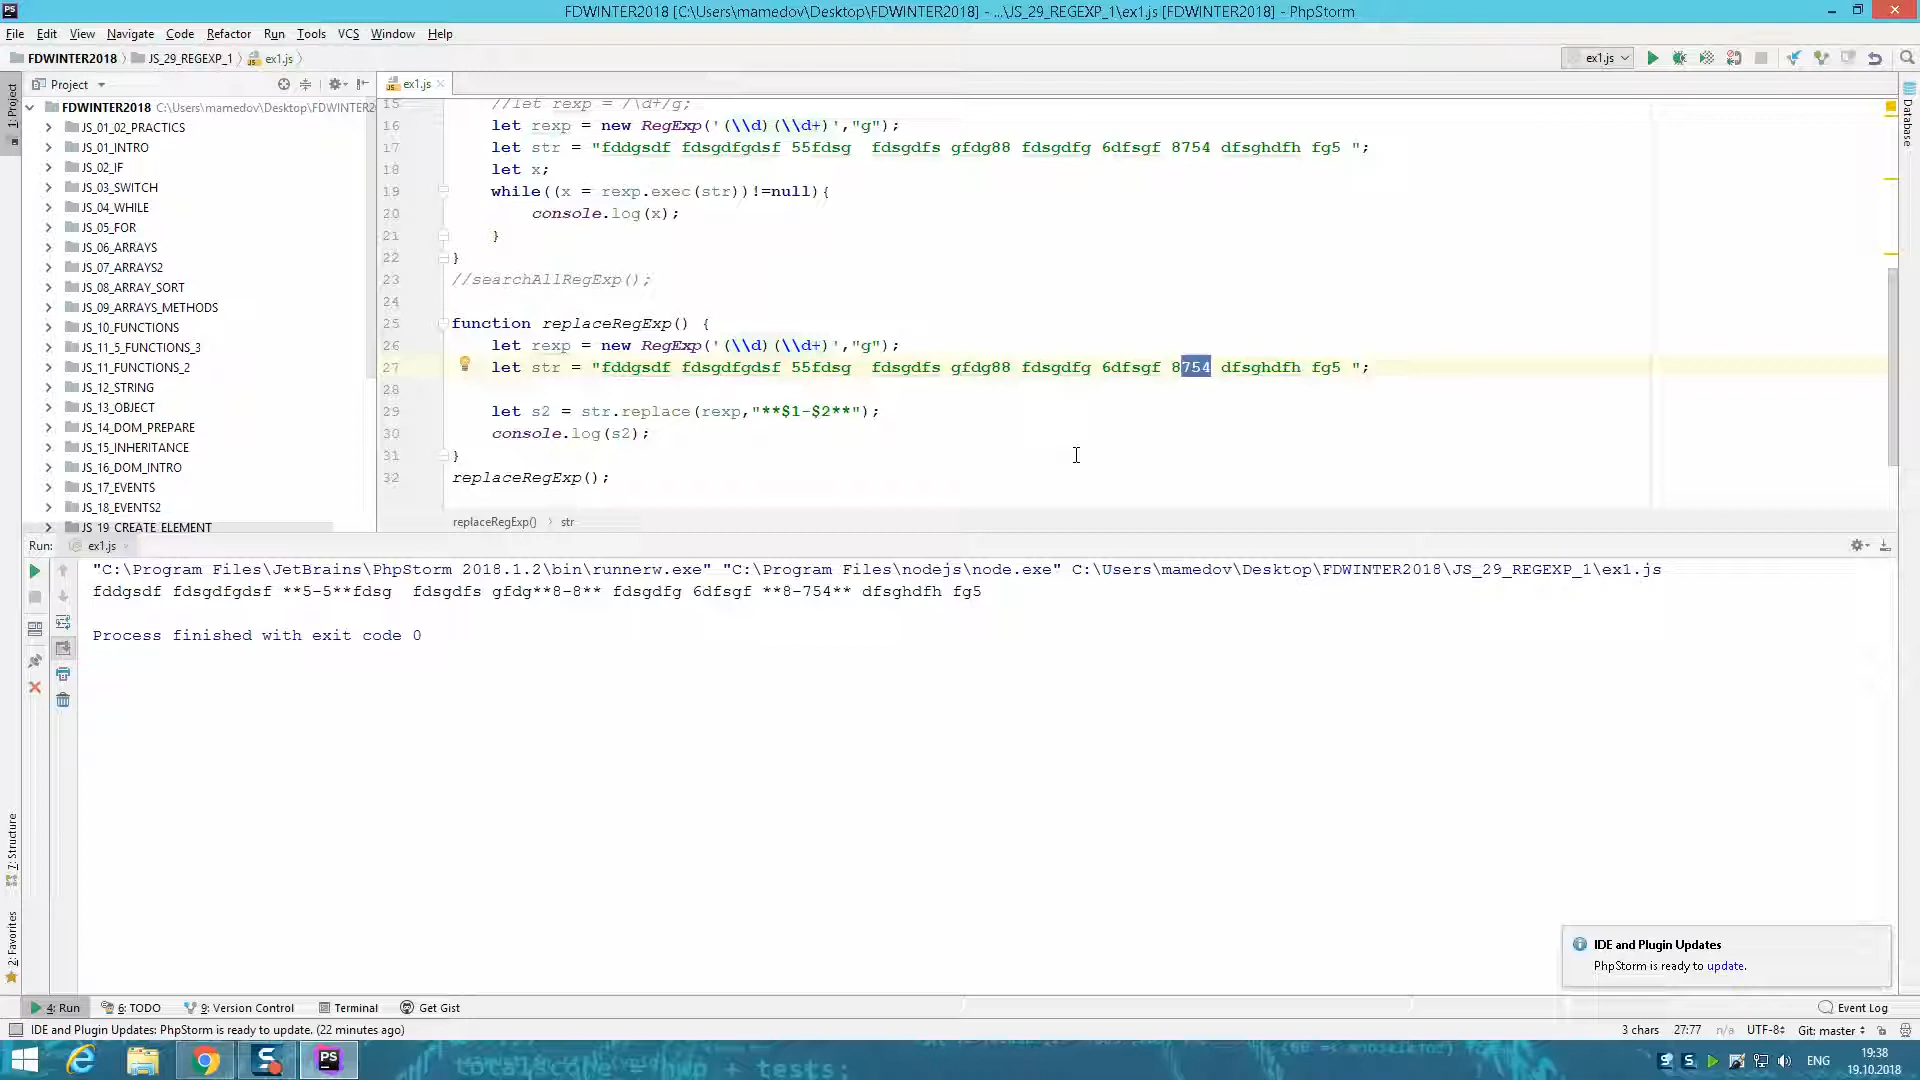 FDWINTER2018 [C:\Users\mamedov\Desktop\FDWINTER2018] - ...\JS_29_REGEXP_1\ex1.js [FDWINTER2018] - PhpStorm
File Edit View Navigate Code Refactor Run Tools VCS Window Help
FDWINTER2018 JS_29_REGEXP_1 ex1.js
ex1.js
Project
ex1.js
1: Project
Database
FDWINTER2018 C:\Users\mamedov\Desktop\FDWINTER2
JS_01_02_PRACTICS
JS_01_INTRO
JS_02_IF
JS_03_SWITCH
JS_04_WHILE
JS_05_FOR
JS_06_ARRAYS
JS_07_ARRAYS2
JS_08_ARRAY_SORT
JS_09_ARRAYS_METHODS
JS_10_FUNCTIONS
JS_11_5_FUNCTIONS_3
JS_11_FUNCTIONS_2
JS_12_STRING
JS_13_OBJECT
JS_14_DOM_PREPARE
JS_15_INHERITANCE
JS_16_DOM_INTRO
JS_17_EVENTS
JS_18_EVENTS2
JS_19_CREATE_ELEMENT
15 //let rexp = /\d+/g;
16 let rexp = new RegExp('(\\d)(\\d+)',"g");
17 let str = "fddgsdf fdsgdfgdsf 55fdsg  fdsgdfs gfdg88 fdsgdfg 6dfsgf 8754 dfsghdfh fg5 ";
18 let x;
19 while((x = rexp.exec(str))!=null){
20 console.log(x);
21 }
22 }
23 //searchAllRegExp();
24
25 function replaceRegExp() {
26 let rexp = new RegExp('(\\d)(\\d+)',"g");
27 let str = "fddgsdf fdsgdfgdsf 55fdsg  fdsgdfs gfdg88 fdsgdfg 6dfsgf 8754 dfsghdfh fg5 ";
28
29 let s2 = str.replace(rexp,"**$1-$2**");
30 console.log(s2);
31 }
32 replaceRegExp();
replaceRegExp() str
Run: ex1.js
"C:\Program Files\JetBrains\PhpStorm 2018.1.2\bin\runnerw.exe" "C:\Program Files\nodejs\node.exe" C:\Users\mamedov\Desktop\FDWINTER2018\JS_29_REGEXP_1\ex1.js
fddgsdf fdsgdfgdsf **5-5**fdsg  fdsgdfs gfdg**8-8** fdsgdfg 6dfsgf **8-754** dfsghdfh fg5
Process finished with exit code 0
7: Structure
2: Favorites
IDE and Plugin Updates
PhpStorm is ready to update.
4: Run 6: TODO 9: Version Control Terminal Get Gist Event Log
IDE and Plugin Updates: PhpStorm is ready to update. (22 minutes ago) 3 chars 27:77 n/a UTF-8 Git: master
ENG 19:38
19.10.2018